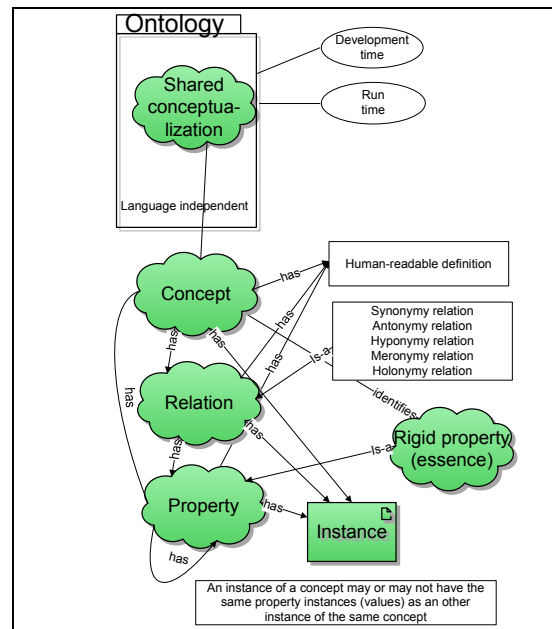 Ontology
Development
time
Shared
conceptua-
lization
Run
time
Language independent
has
Human-readable definition
Concept
has
Synonymy relation
Antonymy relation
Hyponymy relation
Meronymy relation
Holonymy relation
has
has
Is-a
has
has
identifies
Relation
has
has
has
Is-a
Rigid property
(essence)
Property
has
Instance
has
An instance of a concept may or may not have the
same property instances (values) as an other
instance of the same concept